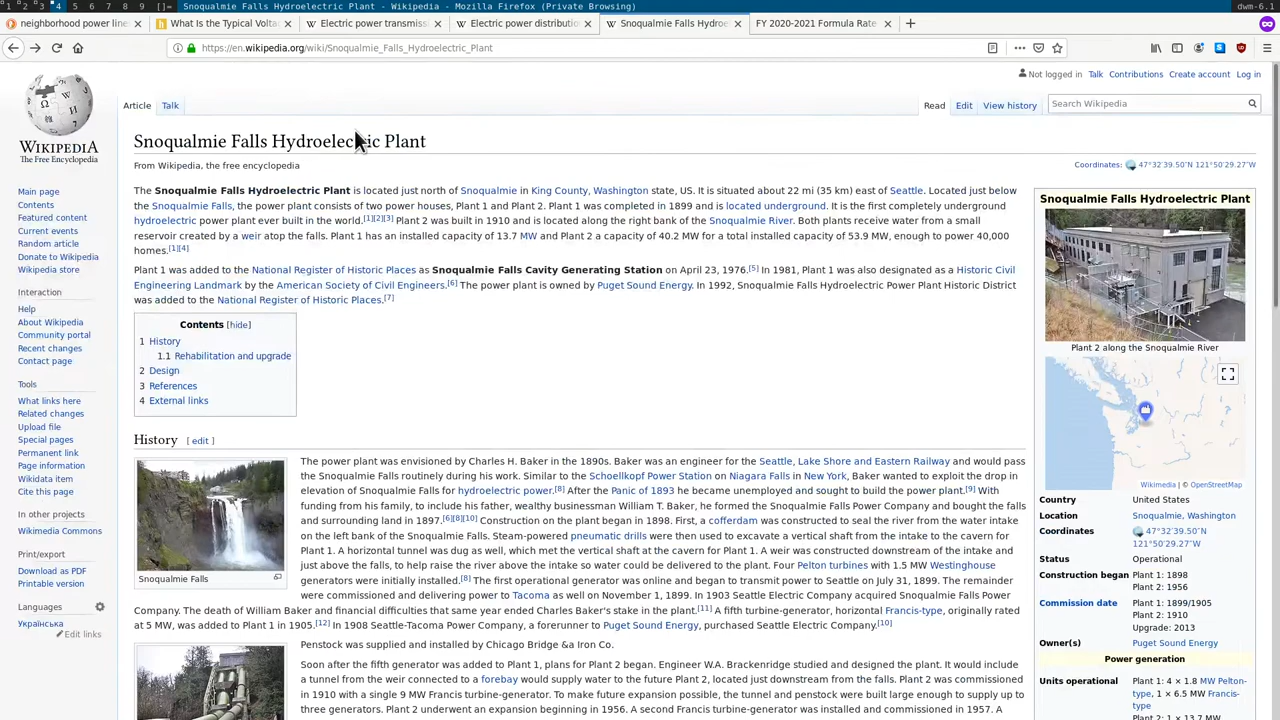 1 2 3 4 5 6 7 8 9 []= Snoqualmie Falls Hydroelectric Plant - Wikipedia - Mozilla Firefox (Private Browsing) dwm-6.1
neighborhood power line
What Is the Typical Volta
Electric power transmiss
Electric power distributio
Snoqualmie Falls Hydroe
FY 2020-2021 Formula Rate
https://en.wikipedia.org/wiki/Snoqualmie_Falls_Hydroelectric_Plant
Not logged in Talk Contributions Create account Log in
Article Talk Read Edit View history Search Wikipedia
WIKIPEDIA
The Free Encyclopedia
Main page
Contents
Featured content
Current events
Random article
Donate to Wikipedia
Wikipedia store
Interaction
Help
About Wikipedia
Community portal
Recent changes
Contact page
Tools
What links here
Related changes
Upload file
Special pages
Permanent link
Page information
Wikidata item
Cite this page
In other projects
Wikimedia Commons
Print/export
Download as PDF
Printable version
Languages
Українська
Edit links
Snoqualmie Falls Hydroelectric Plant
From Wikipedia, the free encyclopedia
Coordinates: 47°32′39.50″N 121°50′29.27″W
The Snoqualmie Falls Hydroelectric Plant is located just north of Snoqualmie in King County, Washington state, US. It is situated about 22 mi (35 km) east of Seattle. Located just below
the Snoqualmie Falls, the power plant consists of two power houses, Plant 1 and Plant 2. Plant 1 was completed in 1899 and is located underground. It is the first completely underground
hydroelectric power plant ever built in the world.[1][2][3] Plant 2 was built in 1910 and is located along the right bank of the Snoqualmie River. Both plants receive water from a small
reservoir created by a weir atop the falls. Plant 1 has an installed capacity of 13.7 MW and Plant 2 a capacity of 40.2 MW for a total installed capacity of 53.9 MW, enough to power 40,000
homes.[1][4]
Plant 1 was added to the National Register of Historic Places as Snoqualmie Falls Cavity Generating Station on April 23, 1976.[5] In 1981, Plant 1 was also designated as a Historic Civil
Engineering Landmark by the American Society of Civil Engineers.[6] The power plant is owned by Puget Sound Energy. In 1992, Snoqualmie Falls Hydroelectric Power Plant Historic District
was added to the National Register of Historic Places.[7]
Contents [hide]
1 History
1.1 Rehabilitation and upgrade
2 Design
3 References
4 External links
History [ edit ]
Snoqualmie Falls
The power plant was envisioned by Charles H. Baker in the 1890s. Baker was an engineer for the Seattle, Lake Shore and Eastern Railway and would pass
the Snoqualmie Falls routinely during his work. Similar to the Schoellkopf Power Station on Niagara Falls in New York, Baker wanted to exploit the drop in
elevation of Snoqualmie Falls for hydroelectric power.[8] After the Panic of 1893 he became unemployed and sought to build the power plant.[9] With
funding from his family, to include his father, wealthy businessman William T. Baker, he formed the Snoqualmie Falls Power Company and bought the falls
and surrounding land in 1897.[6][8][10] Construction on the plant began in 1898. First, a cofferdam was constructed to seal the river from the water intake
on the left bank of the Snoqualmie Falls. Steam-powered pneumatic drills were then used to excavate a vertical shaft from the intake to the cavern for
Plant 1. A horizontal tunnel was dug as well, which met the vertical shaft at the cavern for Plant 1. A weir was constructed downstream of the intake and
just above the falls, to help raise the river above the intake so water could be delivered to the plant. Four Pelton turbines with 1.5 MW Westinghouse
generators were initially installed.[8] The first operational generator was online and began to transmit power to Seattle on July 31, 1899. The remainder
were commissioned and delivering power to Tacoma as well on November 1, 1899. In 1903 Seattle Electric Company acquired Snoqualmie Falls Power
Company. The death of William Baker and financial difficulties that same year ended Charles Baker's stake in the plant.[11] A fifth turbine-generator, horizontal Francis-type, originally rated
at 5 MW, was added to Plant 1 in 1905.[12] In 1908 Seattle-Tacoma Power Company, a forerunner to Puget Sound Energy, purchased Seattle Electric Company.[10]
Penstock was supplied and installed by Chicago Bridge &a Iron Co.
Soon after the fifth generator was added to Plant 1, plans for Plant 2 began. Engineer W.A. Brackenridge studied and designed the plant. It would include
a tunnel from the weir connected to a forebay would supply water to the future Plant 2, located just downstream from the falls. Plant 2 was commissioned
in 1910 with a single 9 MW Francis turbine-generator. To make future expansion possible, the tunnel and penstock were built large enough to supply up to
three generators. Plant 2 underwent an expansion beginning in 1956. A second Francis turbine-generator was installed and commissioned in 1957. A
Snoqualmie Falls Hydroelectric Plant
Plant 2 along the Snoqualmie River
Wikimedia | © OpenStreetMap
Country United States
Location Snoqualmie, Washington
Coordinates 47°32′39.50″N
121°50′29.27″W
Status Operational
Construction began Plant 1: 1898
Plant 2: 1956
Commission date Plant 1: 1899/1905
Plant 2: 1910
Upgrade: 2013
Owner(s) Puget Sound Energy
Power generation
Units operational Plant 1: 4 × 1.8 MW Pelton-
type, 1 × 6.5 MW Francis-
type
Plant 2: 1 × 13.7 MW